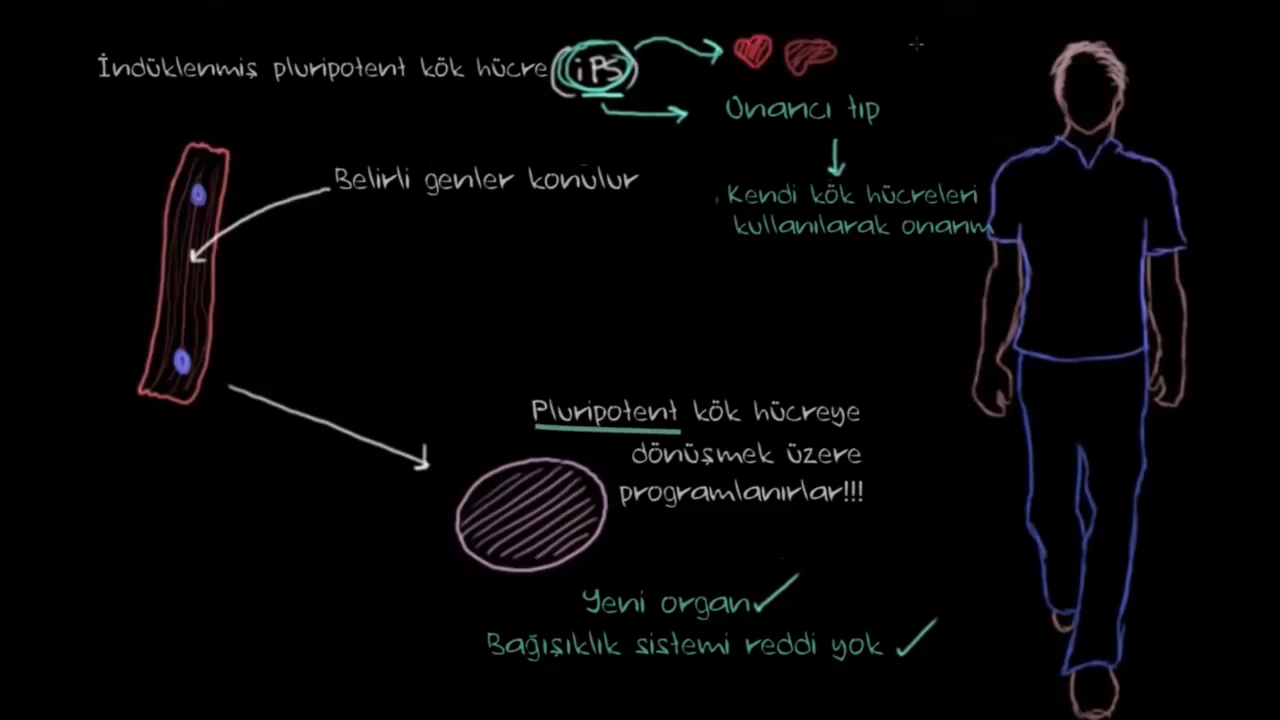 İndüklenmiş pluripotent kök hücre (iPS)
Onarıcı tıp
Belirli genler konulur
Kendi kök hücreleri
kullanılarak onarım
Pluripotent kök hücreye
dönüşmek üzere
programlanırlar!!!
Yeni organ
Bağışıklık sistemi reddi yok